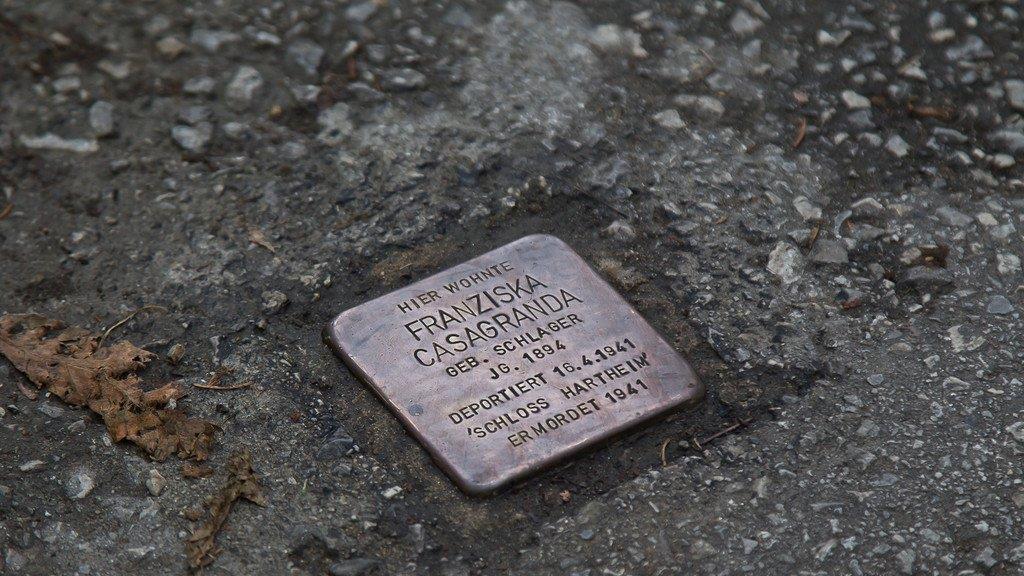 HIER WOHNTE
FRANZISKA
CASAGRANDA
GEB. SCHLAGER
JG. 1894
DEPORTIERT 16.4.1941
'SCHLOSS HARTHEIM'
ERMORDET 1941